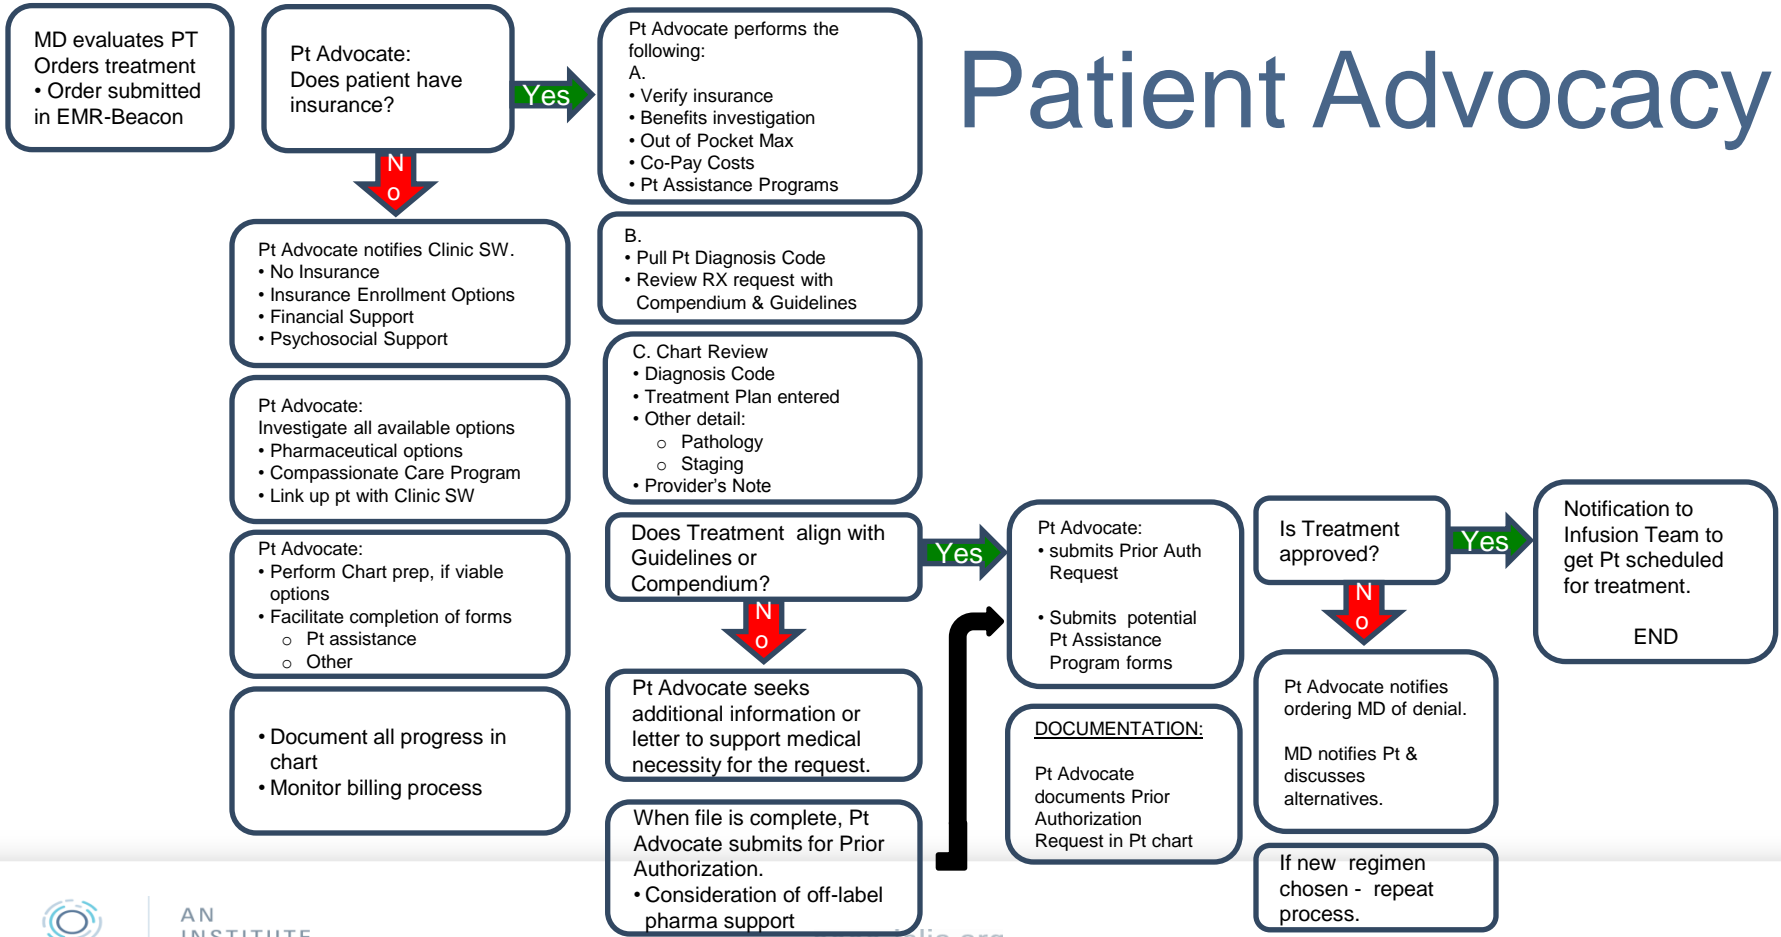 Patient Advocacy
MD evaluates PT
Orders treatment
• Order submitted
in EMR-Beacon
Pt Advocate:
Does patient have
insurance?
Yes
No
Pt Advocate performs the
following:
A.
• Verify insurance
• Benefits investigation
• Out of Pocket Max
• Co-Pay Costs
• Pt Assistance Programs
B.
• Pull Pt Diagnosis Code
• Review RX request with
Compendium & Guidelines
C. Chart Review
• Diagnosis Code
• Treatment Plan entered
• Other detail:
o Pathology
o Staging
• Provider's Note
Pt Advocate notifies Clinic SW.
• No Insurance
• Insurance Enrollment Options
• Financial Support
• Psychosocial Support
Pt Advocate:
Investigate all available options
• Pharmaceutical options
• Compassionate Care Program
• Link up pt with Clinic SW
Pt Advocate:
• Perform Chart prep, if viable
options
• Facilitate completion of forms
o Pt assistance
o Other
• Document all progress in
chart
• Monitor billing process
Does Treatment align with
Guidelines or
Compendium?
Yes
No
Pt Advocate seeks
additional information or
letter to support medical
necessity for the request.
When file is complete, Pt
Advocate submits for Prior
Authorization.
• Consideration of off-label
pharma support
Pt Advocate:
• submits Prior Auth
Request
• Submits potential
Pt Assistance
Program forms
DOCUMENTATION:
Pt Advocate
documents Prior
Authorization
Request in Pt chart
Is Treatment
approved?
Yes
No
Notification to
Infusion Team to
get Pt scheduled
for treatment.
END
Pt Advocate notifies
ordering MD of denial.
MD notifies Pt &
discusses
alternatives.
If new regimen
chosen - repeat
process.
AN
INSTITUTE